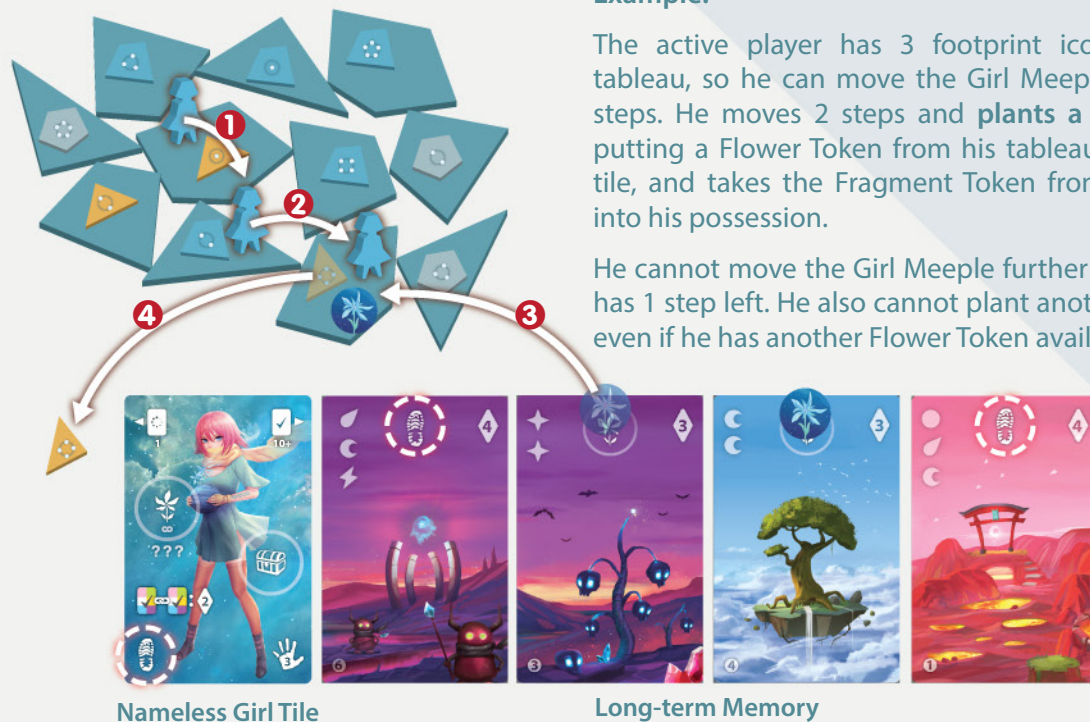 Example:
The active player has 3 footprint ico
tableau, so he can move the Girl Meep
steps. He moves 2 steps and plants a
putting a Flower Token from his tableau
tile, and takes the Fragment Token from
into his possession.
He cannot move the Girl Meeple further
has 1 step left. He also cannot plant anot
even if he has another Flower Token avail
1
2
4
3
1
10+
∞
???
: 2
3
4
6
3
3
3
4
4
1
Nameless Girl Tile
Long-term Memory